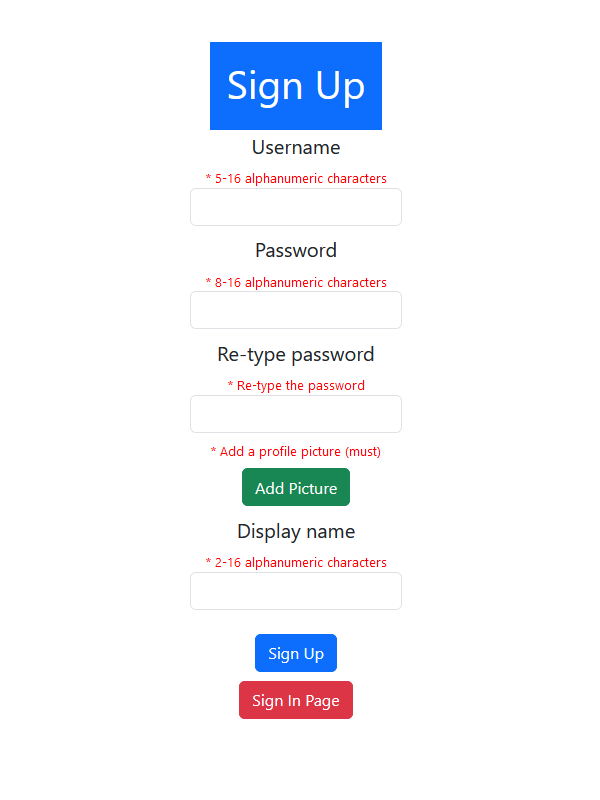 Sign Up
Username
* 5-16 alphanumeric characters
Password
* 8-16 alphanumeric characters
Re-type password
* Re-type the password
* Add a profile picture (must)
Add Picture
Display name
* 2-16 alphanumeric characters
Sign Up
Sign In Page